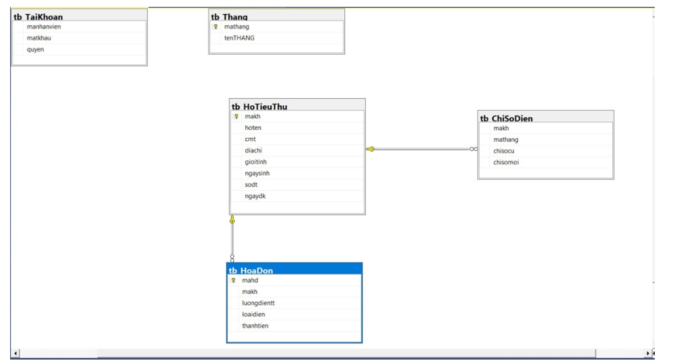 tb_TaiKhoan
manhanvien
matkhau
quyen
tb_Thang
mathang
tenTHANG
tb_HoTieuThu
makh
hoten
cmt
diachi
gioitinh
ngaysinh
sodt
ngaydk
tb_ChiSoDien
makh
mathang
chisocu
chisomoi
tb_HoaDon
mahd
makh
luongdientt
loaidien
thanhtien